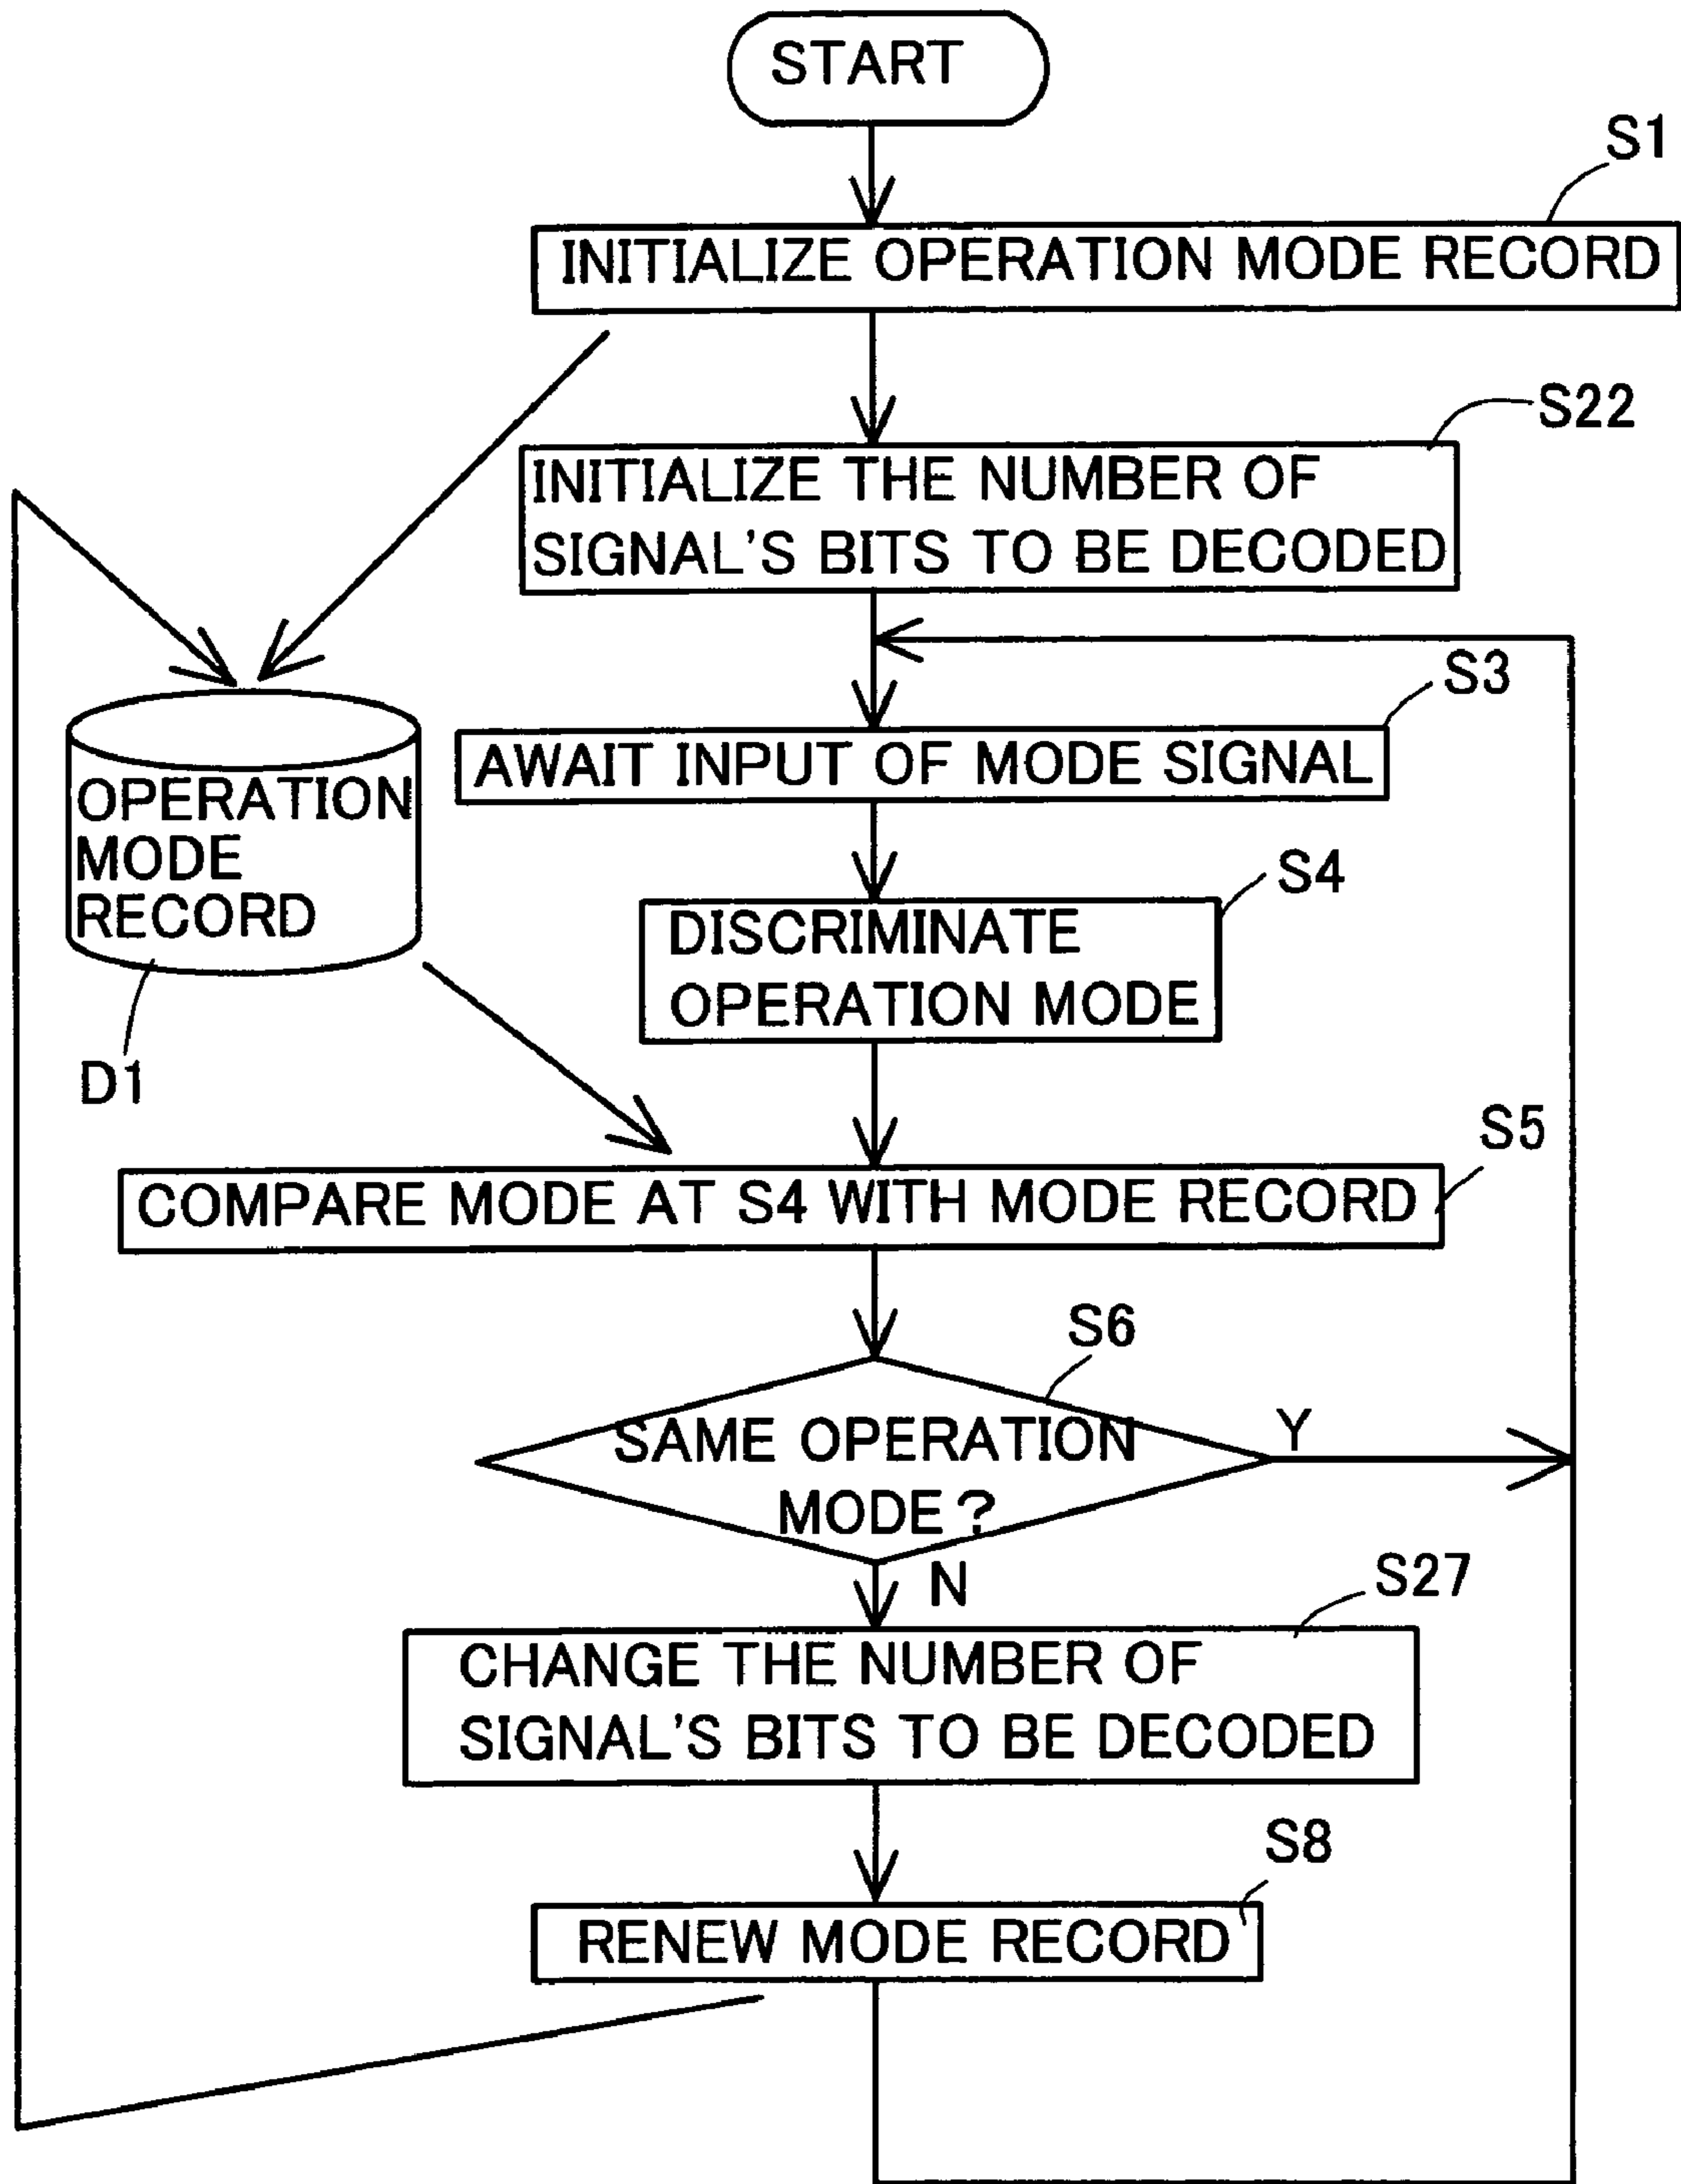 START
S1
INITIALIZE OPERATION MODE RECORD
S22
INITIALIZE THE NUMBER OF
SIGNAL'S BITS TO BE DECODED
S3
AWAIT INPUT OF MODE SIGNAL
OPERATION
MODE
RECORD
D1
S4
DISCRIMINATE
OPERATION MODE
S5
COMPARE MODE AT S4 WITH MODE RECORD
S6
SAME OPERATION
MODE?
Y
N
S27
CHANGE THE NUMBER OF
SIGNAL'S BITS TO BE DECODED
S8
RENEW MODE RECORD